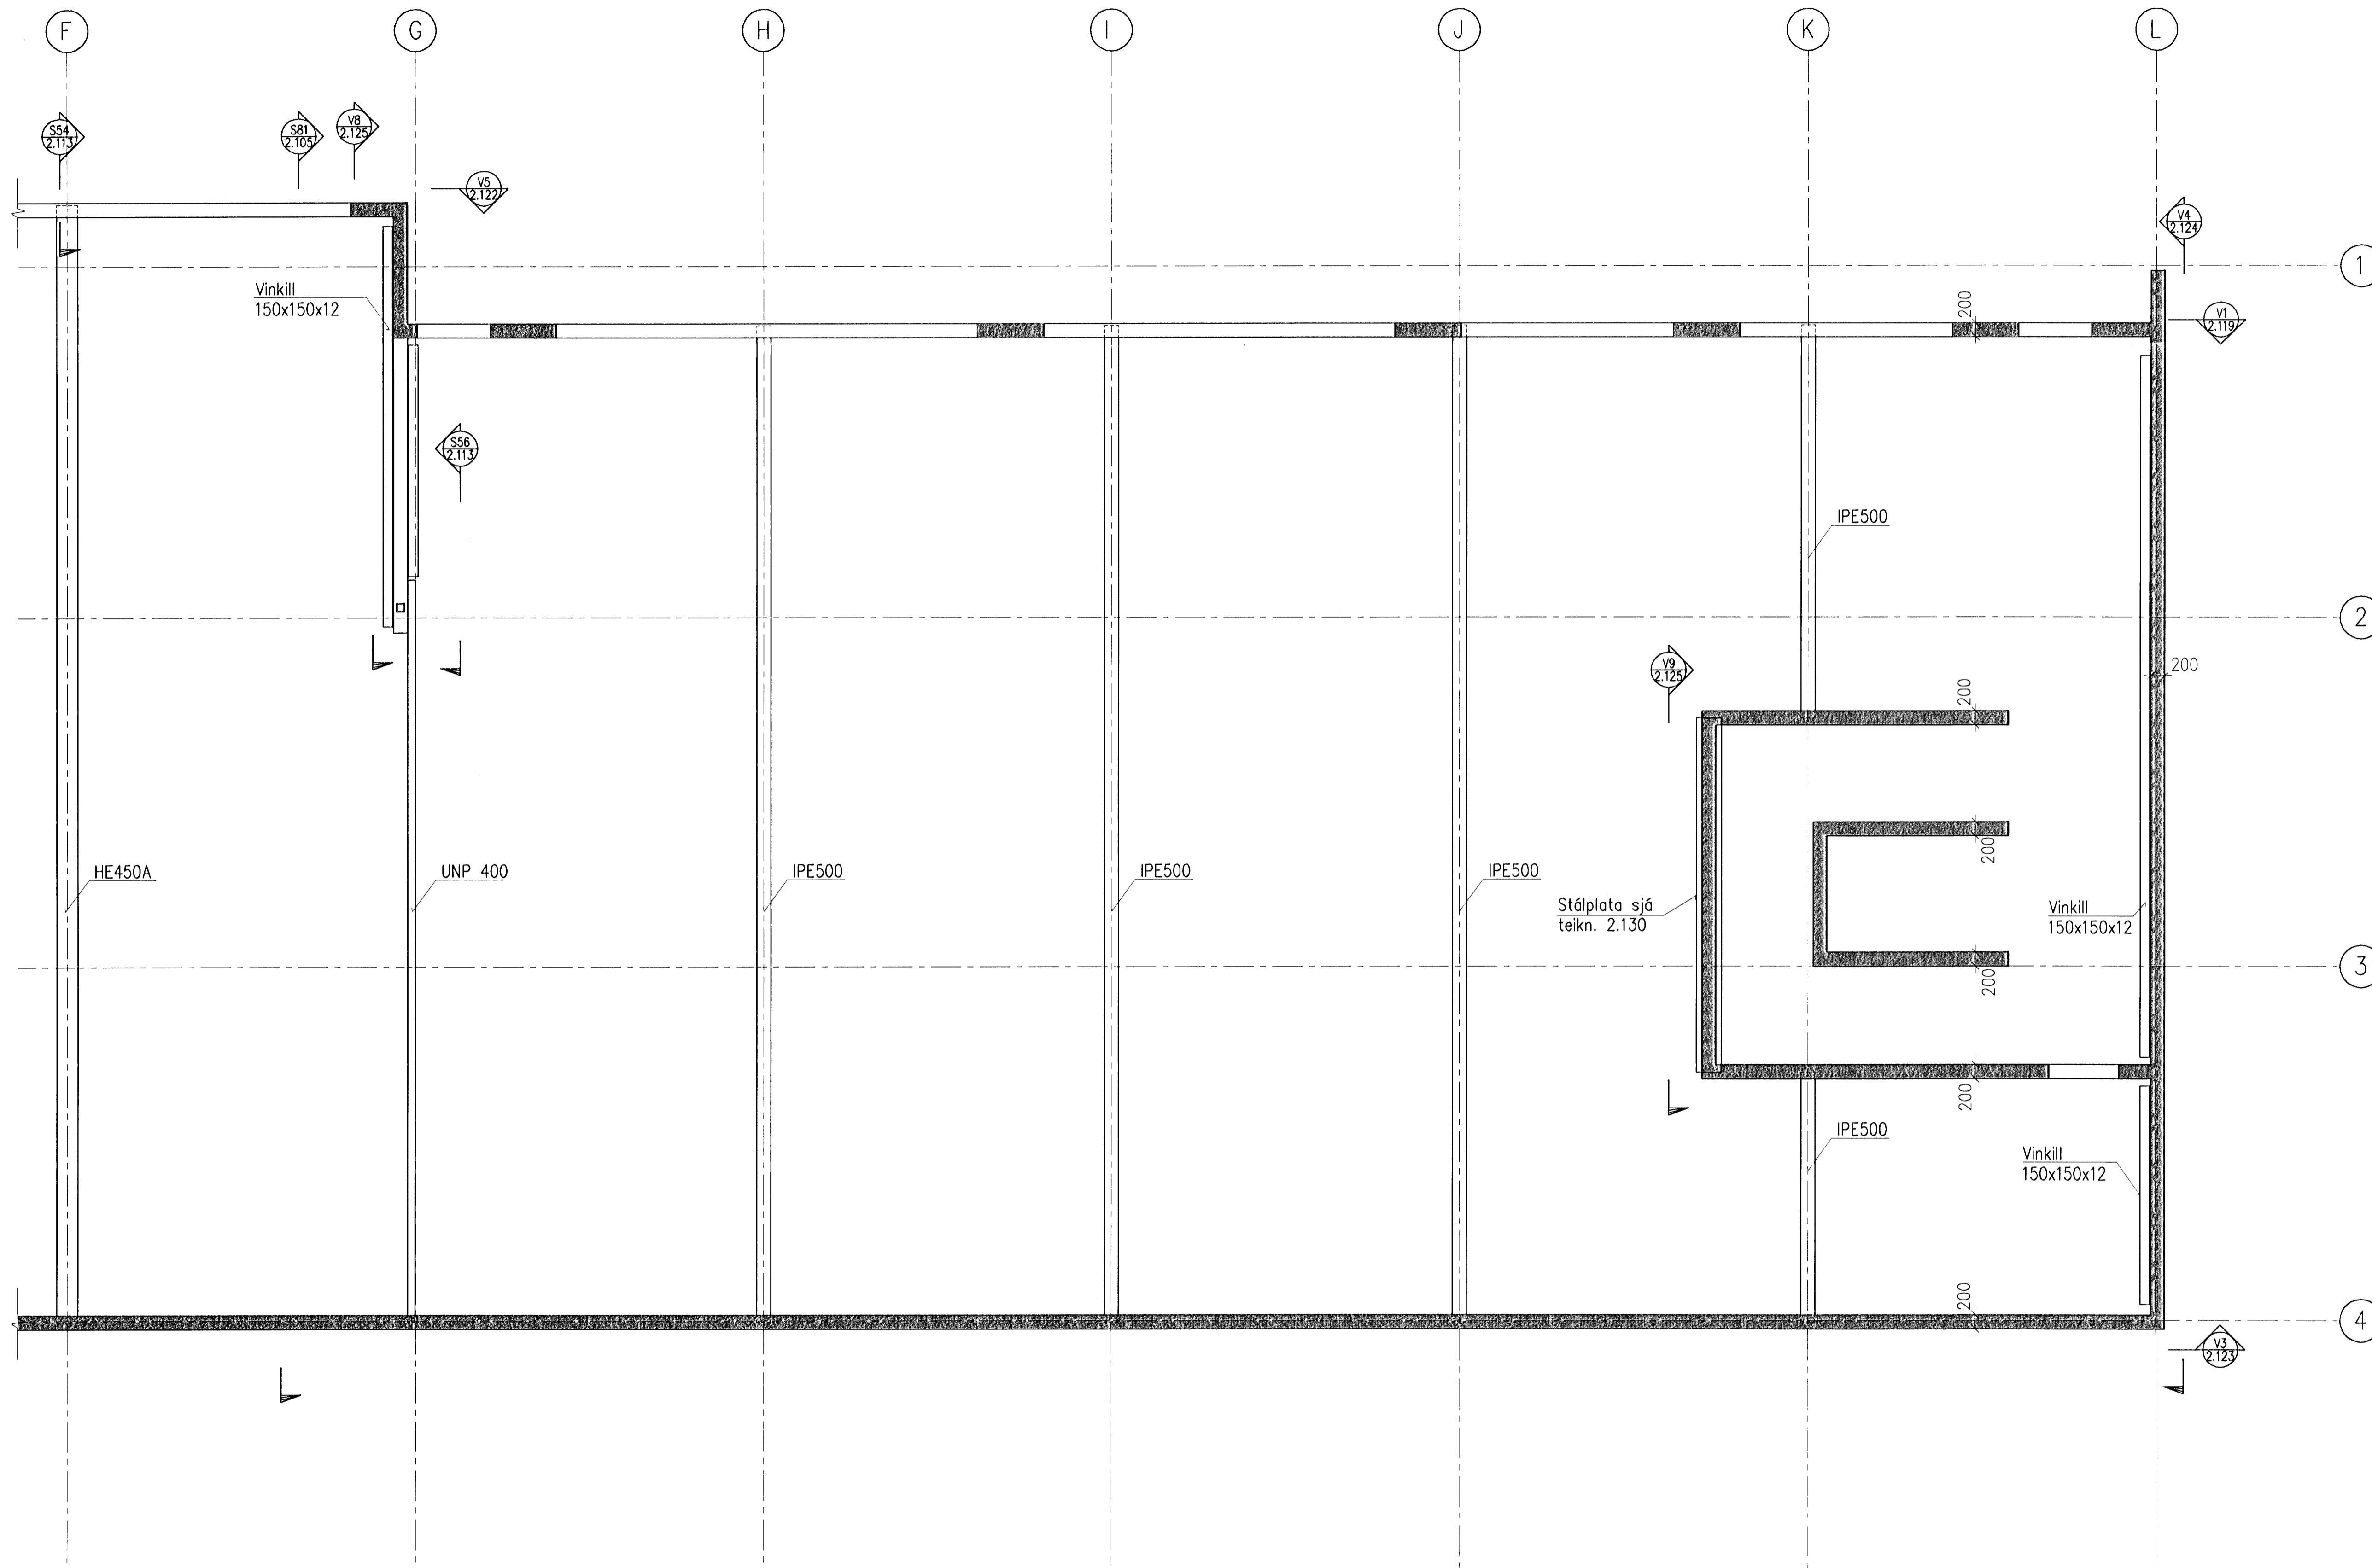 F
G
H
I
J
K
L
S54
2.113
S81
2.105
V8
2.125
V5
2.122
V4
2.124
1
Vinkill
150x150x12
200
V1
2.119
S56
2.113
IPE500
2
V9
2.125
200
200
200
HE450A
UNP 400
IPE500
IPE500
IPE500
Stálplata sjá
teikn. 2.130
Vinkill
150x150x12
3
200
200
IPE500
Vinkill
150x150x12
200
4
V3
2.123